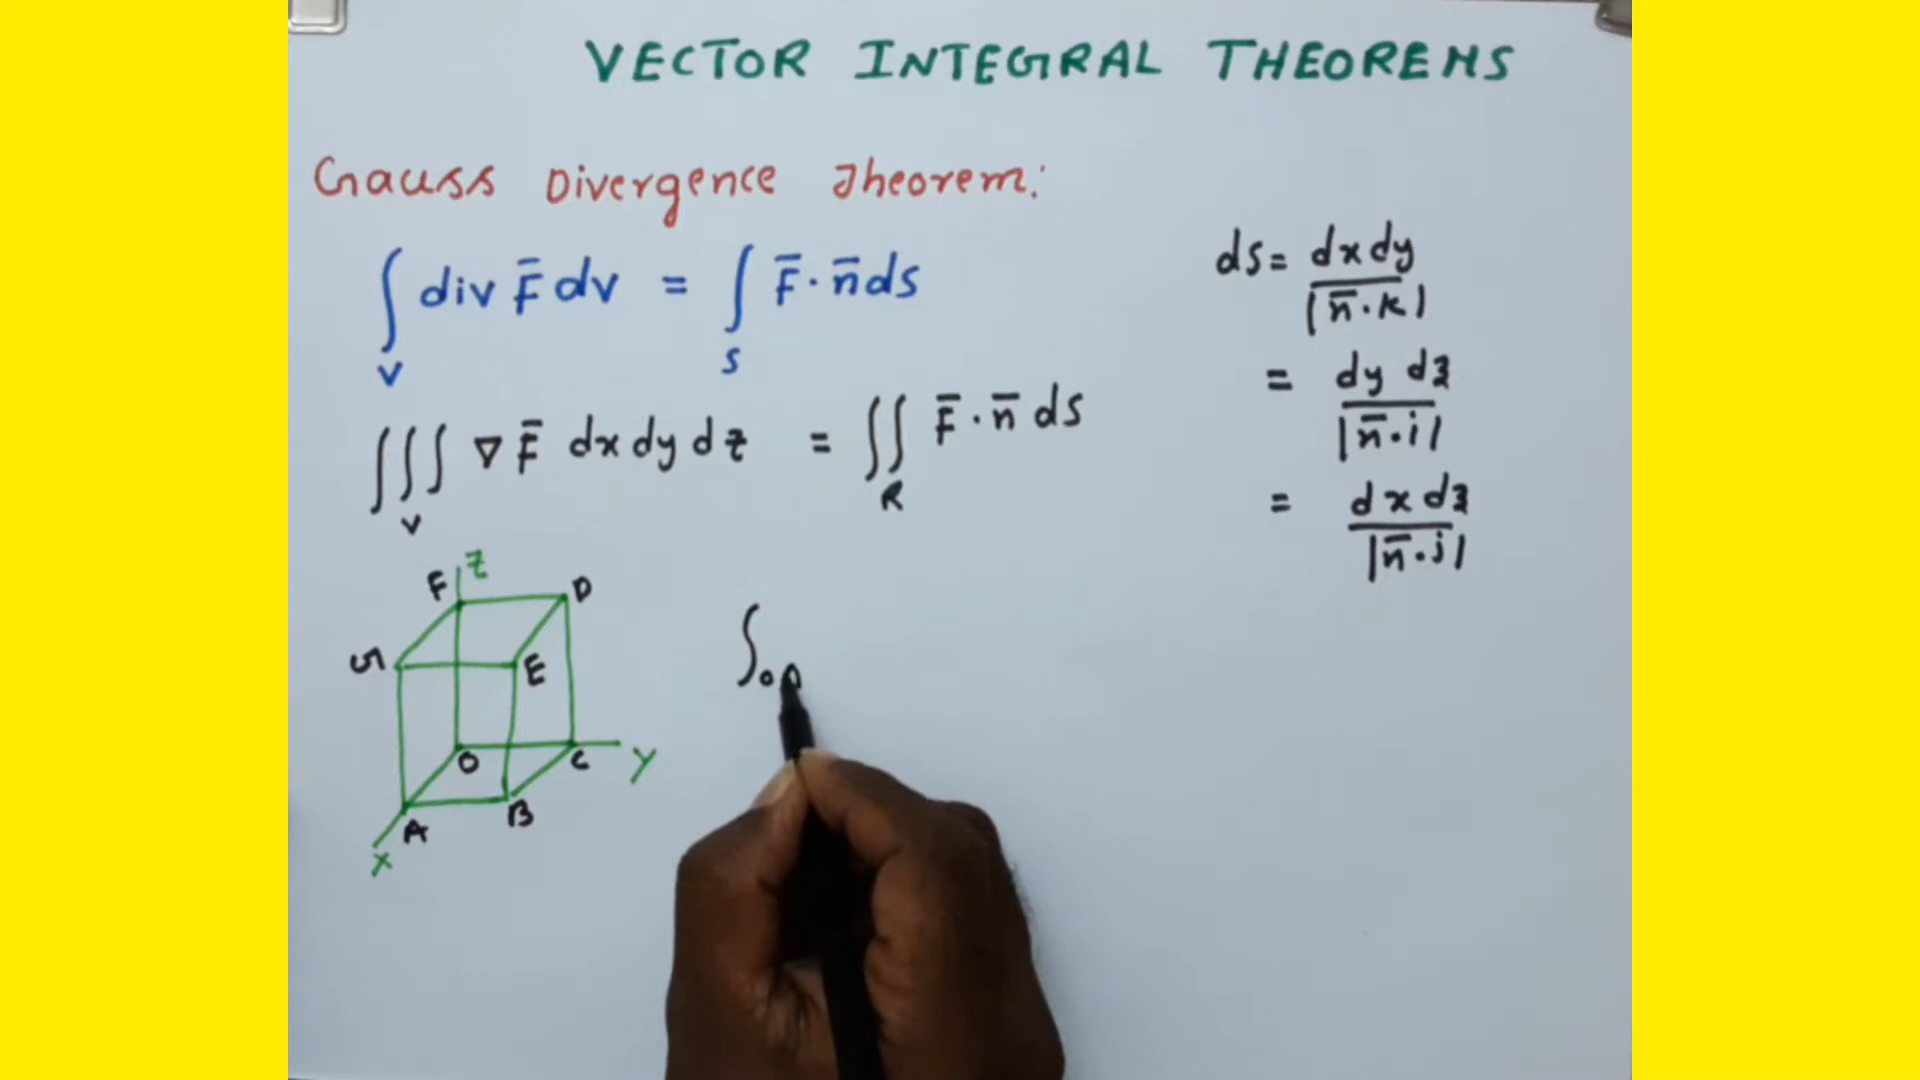 VECTOR INTEGRAL THEOREMS
Gauss Divergence Theorem:
∫_V div F̄ dv = ∫_S F̄ · n̄ ds
∫∫∫_V ∇ F̄ dx dy dz = ∫∫_R F̄ · n̄ ds
ds = dx dy / |n̄ · k|
= dy dz / |n̄ · i|
= dx dz / |n̄ · j|
F Z D
G E
O C Y
A B
X
∫_OA